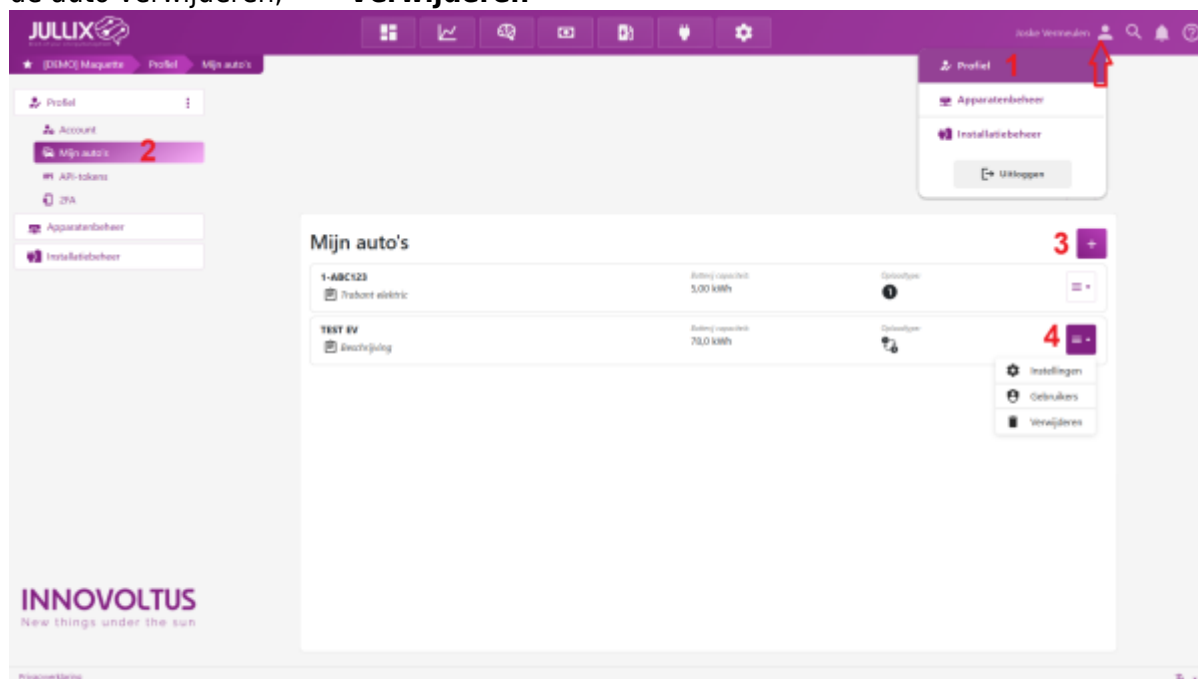 de auto verwijderen, Verwijderen
JULLIX
Joske Vermeulen
[DEMO] Maquette Profiel Mijn auto's
Profiel 1
Apparatenbeheer
Installatiebeheer
Uitloggen
Profiel
Account
Mijn auto's 2
API-tokens
2FA
Apparatenbeheer
Installatiebeheer
Mijn auto's
3 +
1-ABC123
Trabant elektric
Batterij capaciteit:
5,00 kWh
Oplaadtype:
1
TEST EV
Beschrijving
Batterij capaciteit:
70,0 kWh
Oplaadtype:
4
Instellingen
Gebruikers
Verwijderen
INNOVOLTUS
New things under the sun
Privacyverklaring